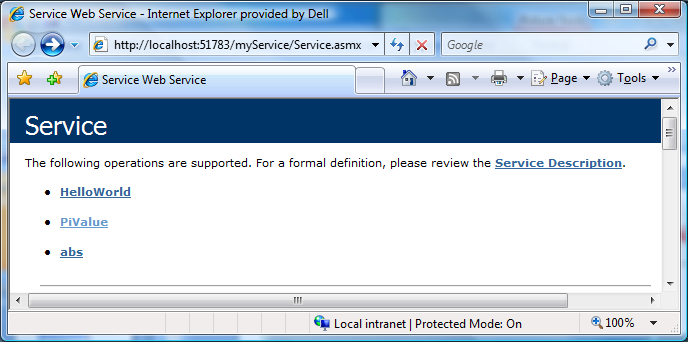 Service Web Service - Internet Explorer provided by Dell
http://localhost:51783/myService/Service.asmx
Google
Service Web Service
Page
Tools
»
Service
The following operations are supported. For a formal definition, please review the Service Description.
HelloWorld
PiValue
abs
Local intranet | Protected Mode: On
100%